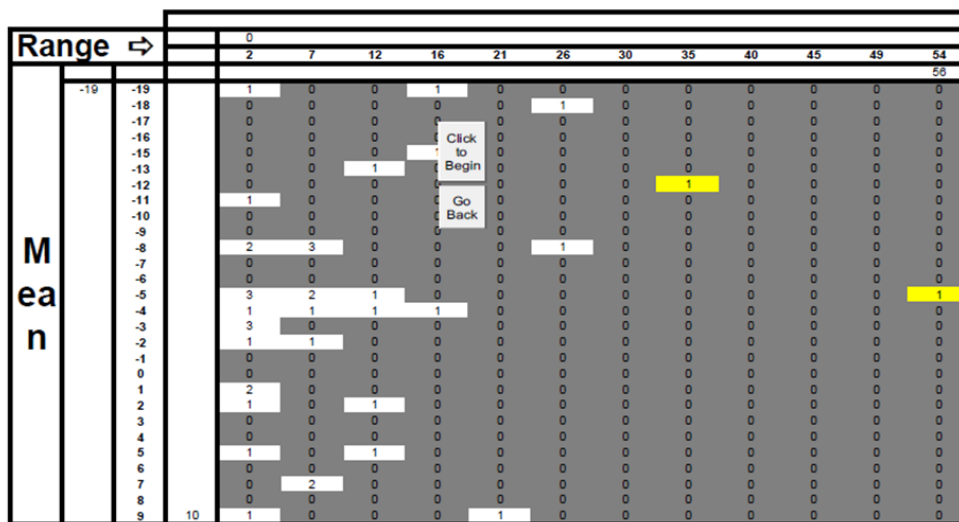 Range ⇨ 0
2 7 12 16 21 26 30 35 40 45 49 54
56
-19 -19 1 0 0 1 0 0 0 0 0 0 0 0
-18 0 0 0 0 0 1 0 0 0 0 0 0
-17 0 0 0 0 0 0 0 0 0 0 0 0
-16 0 0 0 0 0 0 0 0 0 0 0
-15 0 0 0 1 0 0 0 0 0 0 0 0
-13 0 0 1 0 0 0 0 0 0 0 0 0
-12 0 0 0 0 0 0 0 1 0 0 0 0
-11 1 0 0 0 0 0 0 0 0 0 0 0
-10 0 0 0 0 0 0 0 0 0 0 0 0
-9 0 0 0 0 0 0 0 0 0 0 0 0
-8 2 3 0 0 0 1 0 0 0 0 0 0
-7 0 0 0 0 0 0 0 0 0 0 0 0
-6 0 0 0 0 0 0 0 0 0 0 0 0
-5 3 2 1 0 0 0 0 0 0 0 0 1
-4 1 1 1 1 0 0 0 0 0 0 0 0
-3 3 0 0 0 0 0 0 0 0 0 0 0
-2 1 1 0 0 0 0 0 0 0 0 0 0
-1 0 0 0 0 0 0 0 0 0 0 0 0
0 0 0 0 0 0 0 0 0 0 0 0 0
1 2 0 0 0 0 0 0 0 0 0 0 0
2 1 0 1 0 0 0 0 0 0 0 0 0
3 0 0 0 0 0 0 0 0 0 0 0 0
4 0 0 0 0 0 0 0 0 0 0 0 0
5 1 0 1 0 0 0 0 0 0 0 0 0
6 0 0 0 0 0 0 0 0 0 0 0 0
7 0 2 0 0 0 0 0 0 0 0 0 0
8 0 0 0 0 0 0 0 0 0 0 0 0
9 10 1 0 0 0 1 0 0 0 0 0 0 0
M
ea
n
Click
to
Begin
Go
Back